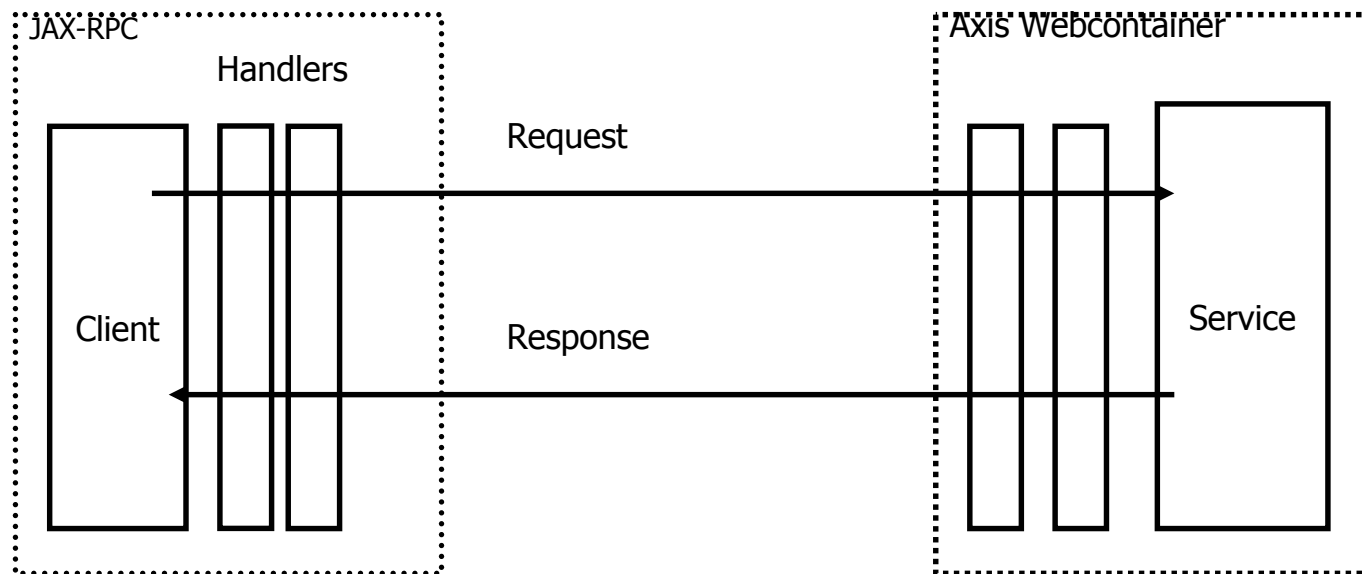 JAX-RPC
Axis Webcontainer
Handlers
Request
Client
Service
Response